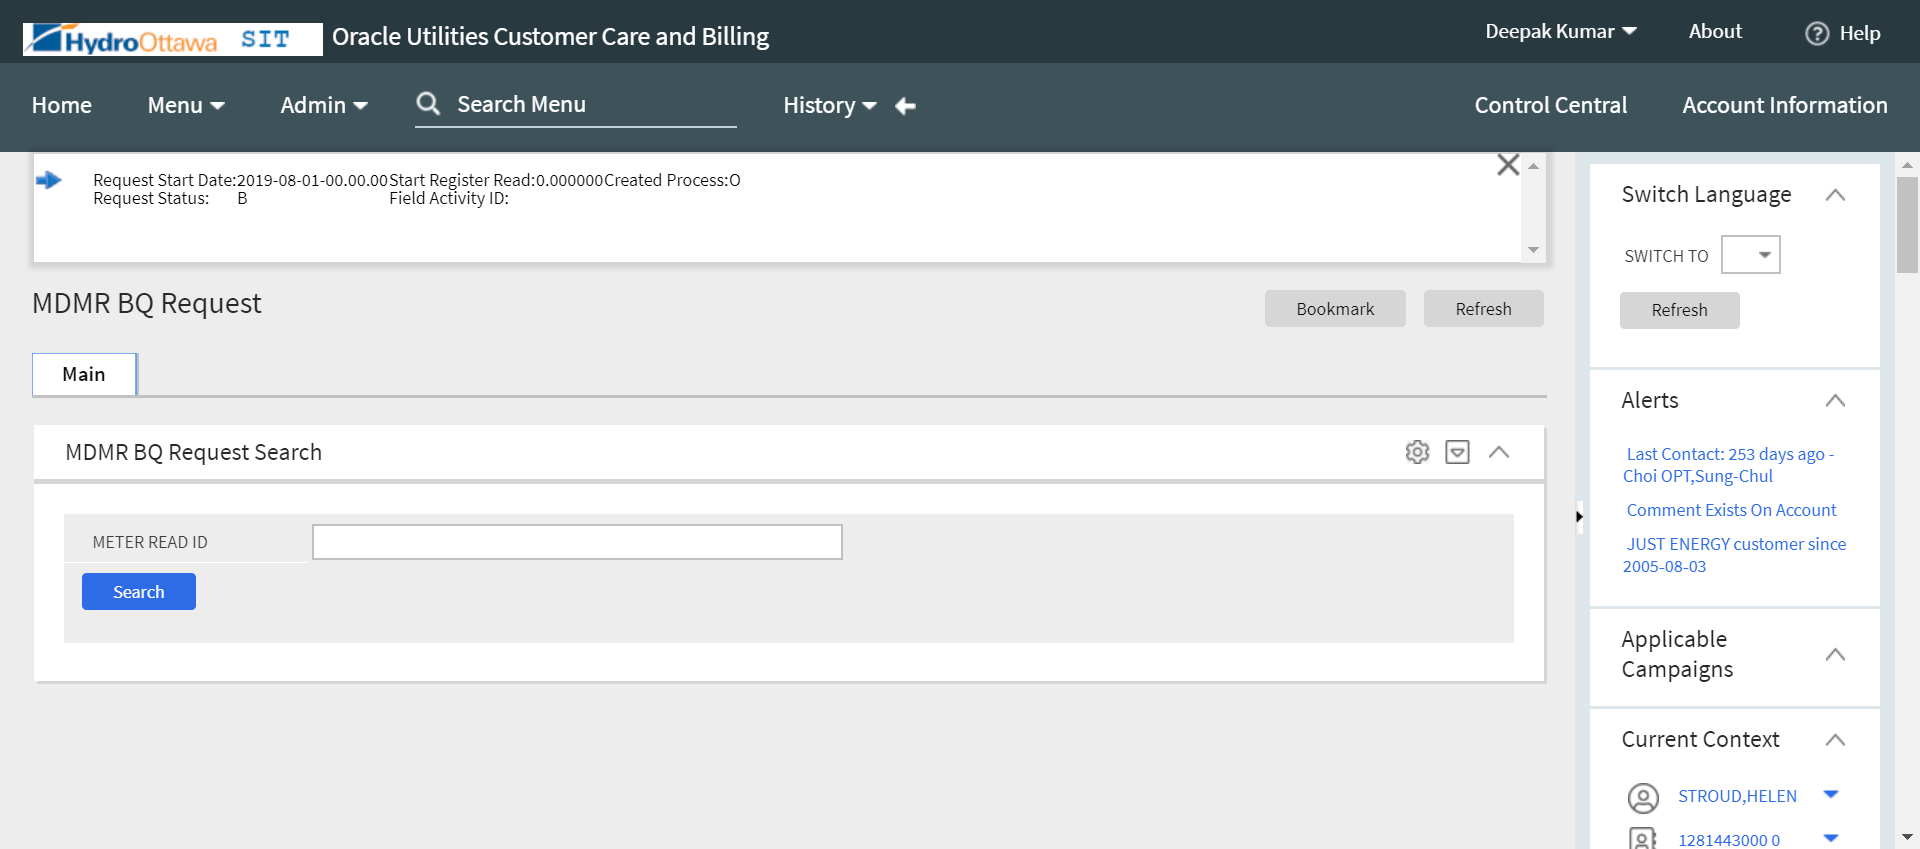 HydroOttawa SIT Oracle Utilities Customer Care and Billing Deepak Kumar About ? Help
Home Menu Admin Search Menu History Control Central Account Information
Request Start Date:2019-08-01-00.00.00Start Register Read:0.000000Created Process:O
Request Status: B Field Activity ID:
MDMR BQ Request
Bookmark Refresh
Main
MDMR BQ Request Search
METER READ ID
Search
Switch Language
SWITCH TO
Refresh
Alerts
Last Contact: 253 days ago -
Choi OPT,Sung-Chul
Comment Exists On Account
JUST ENERGY customer since
2005-08-03
Applicable
Campaigns
Current Context
STROUD,HELEN
1281443000 0